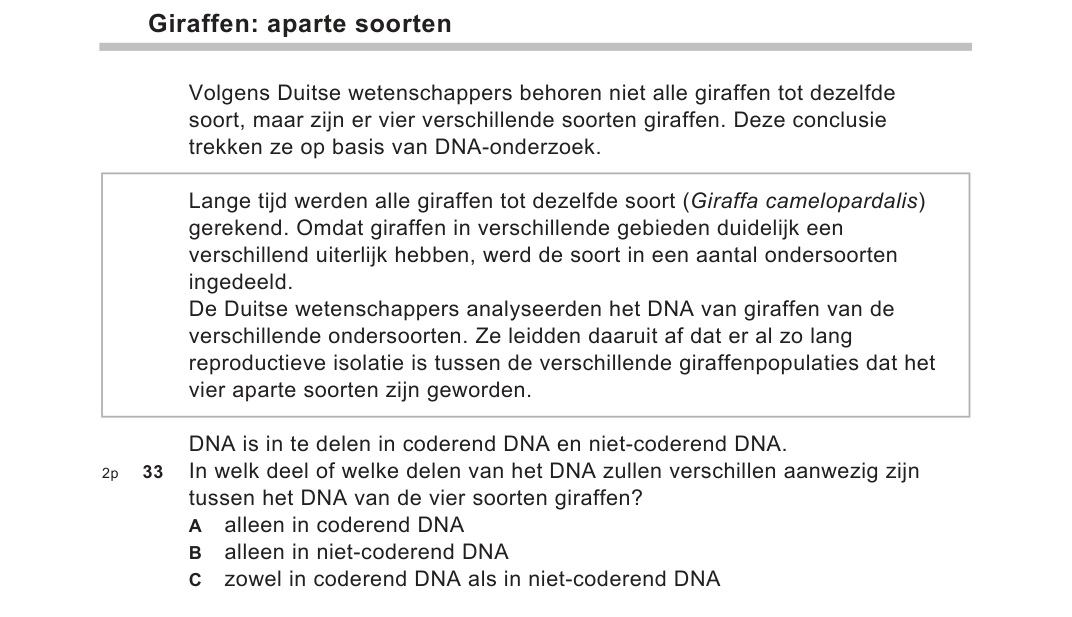 Giraffen: aparte soorten
Volgens Duitse wetenschappers behoren niet alle giraffen tot dezelfde
soort, maar zijn er vier verschillende soorten giraffen. Deze conclusie
trekken ze op basis van DNA-onderzoek.
Lange tijd werden alle giraffen tot dezelfde soort (Giraffa camelopardalis)
gerekend. Omdat giraffen in verschillende gebieden duidelijk een
verschillend uiterlijk hebben, werd de soort in een aantal ondersoorten
ingedeeld.
De Duitse wetenschappers analyseerden het DNA van giraffen van de
verschillende ondersoorten. Ze leidden daaruit af dat er al zo lang
reproductieve isolatie is tussen de verschillende giraffenpopulaties dat het
vier aparte soorten zijn geworden.
DNA is in te delen in coderend DNA en niet-coderend DNA.
2p 33 In welk deel of welke delen van het DNA zullen verschillen aanwezig zijn
tussen het DNA van de vier soorten giraffen?
A alleen in coderend DNA
B alleen in niet-coderend DNA
C zowel in coderend DNA als in niet-coderend DNA